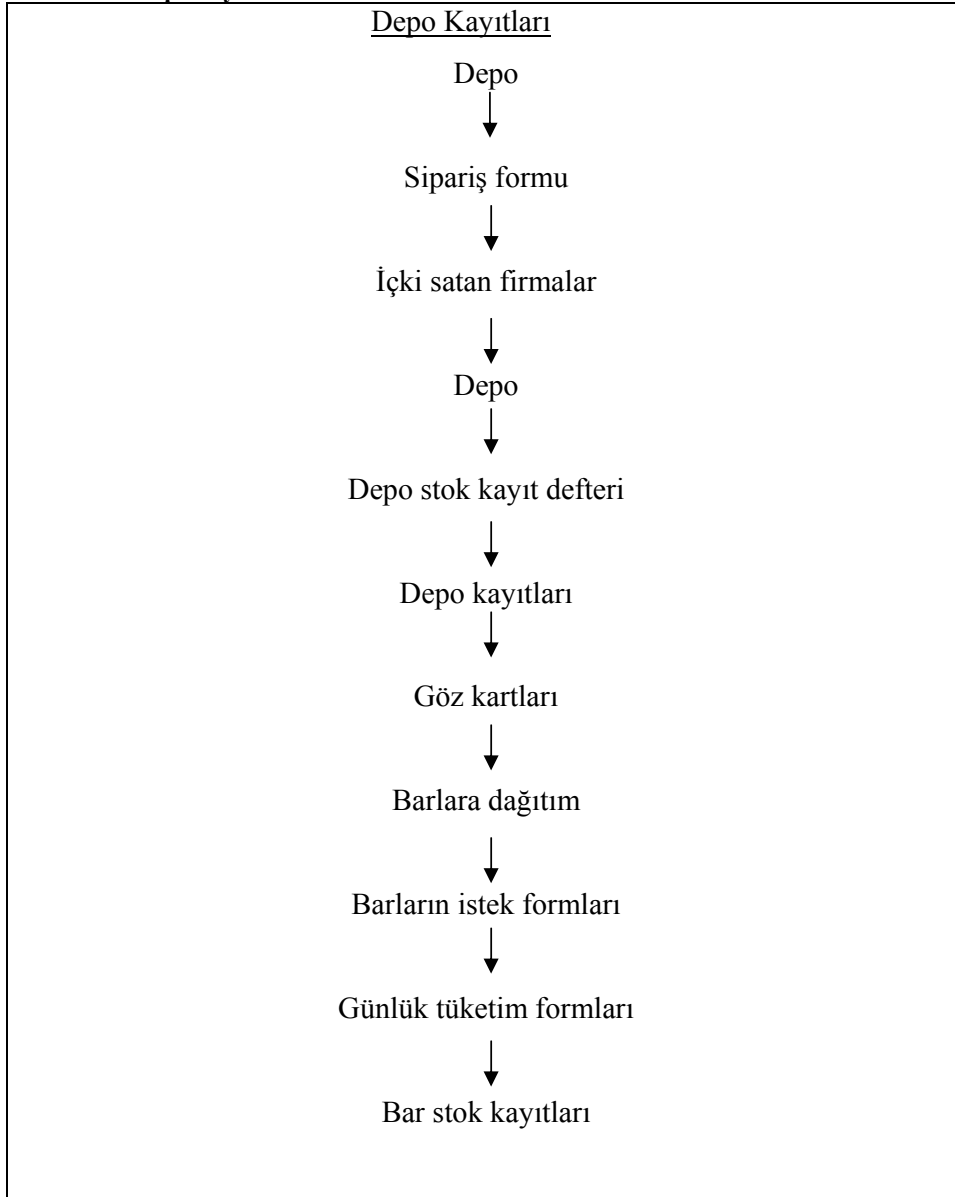 Depo Kayıtları
Depo
Sipariş formu
İçki satan firmalar
Depo
Depo stok kayıt defteri
Depo kayıtları
Göz kartları
Barlara dağıtım
Barların istek formları
Günlük tüketim formları
Bar stok kayıtları